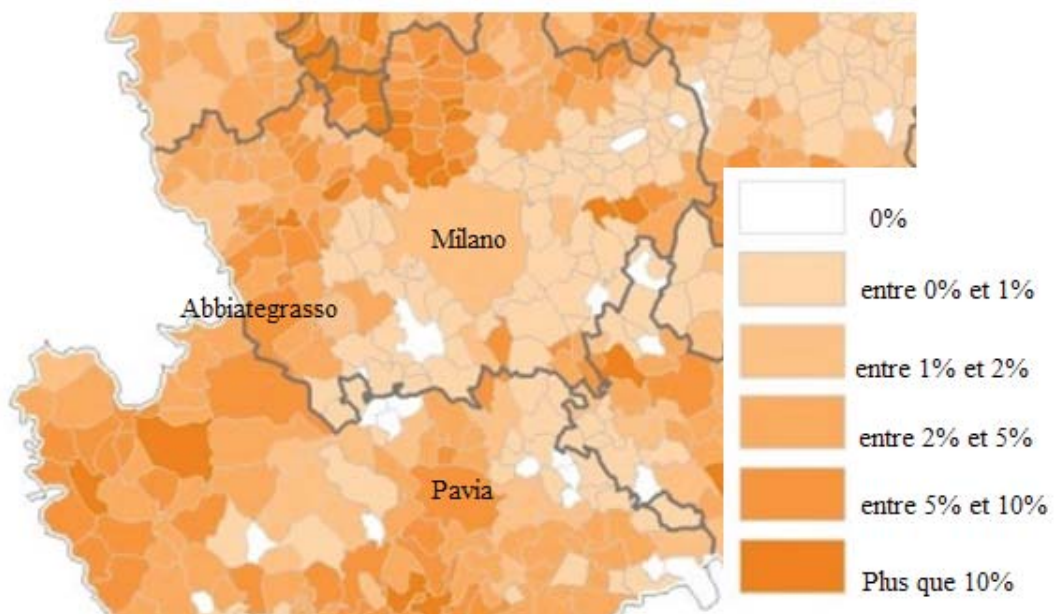 Milano
Abbiategrasso
Pavia
0%
entre 0% et 1%
entre 1% et 2%
entre 2% et 5%
entre 5% et 10%
Plus que 10%